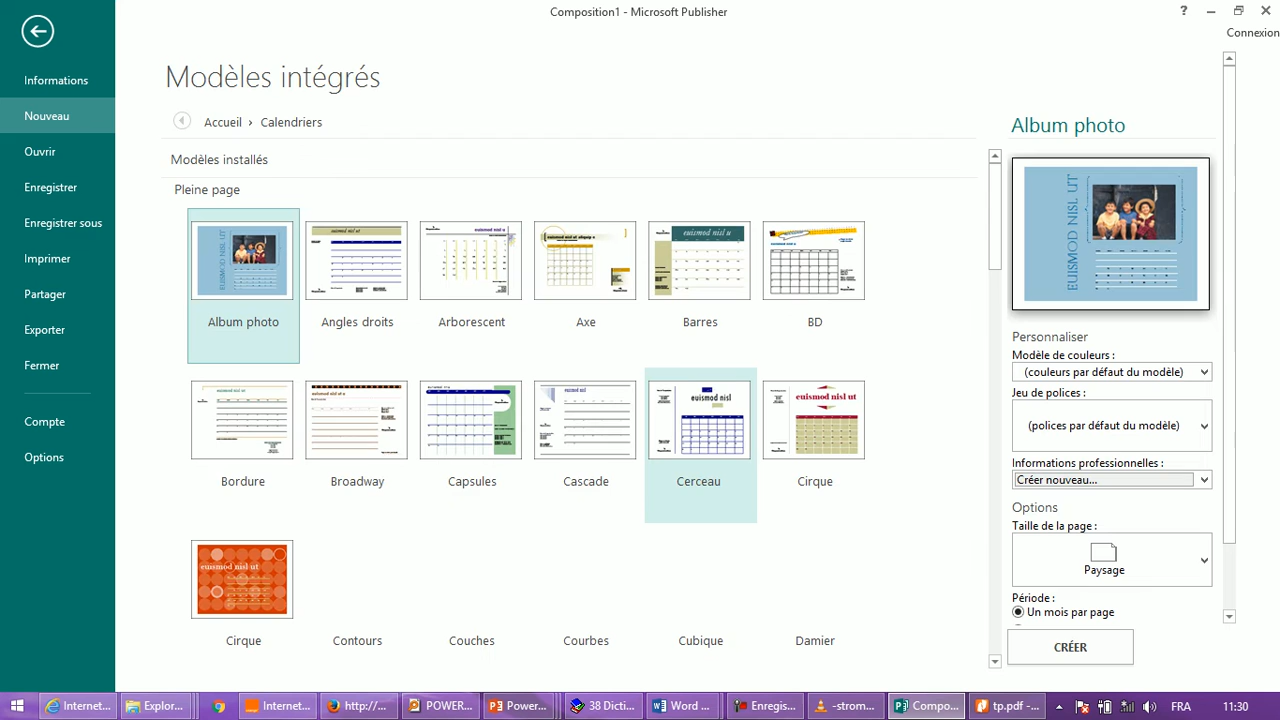 Composition1 - Microsoft Publisher
?
Connexion
Informations
Nouveau
Ouvrir
Enregistrer
Enregistrer sous
Imprimer
Partager
Exporter
Fermer
Compte
Options
Modèles intégrés
Accueil › Calendriers
Modèles installés
Pleine page
Album photo
Angles droits
Arborescent
Axe
Barres
BD
Bordure
Broadway
Capsules
Cascade
Cerceau
Cirque
Cirque
Contours
Couches
Courbes
Cubique
Damier
Album photo
EUISMOD NISL UT
Personnaliser
Modèle de couleurs :
(couleurs par défaut du modèle)
Jeu de polices :
(polices par défaut du modèle)
Informations professionnelles :
Créer nouveau...
Options
Taille de la page :
Paysage
Période :
Un mois par page
CRÉER
Internet...
Explor...
Internet...
http://...
POWER...
Power...
38 Dicti...
Word ...
Enregis...
-strom...
Compo...
tp.pdf -...
FRA
11:30